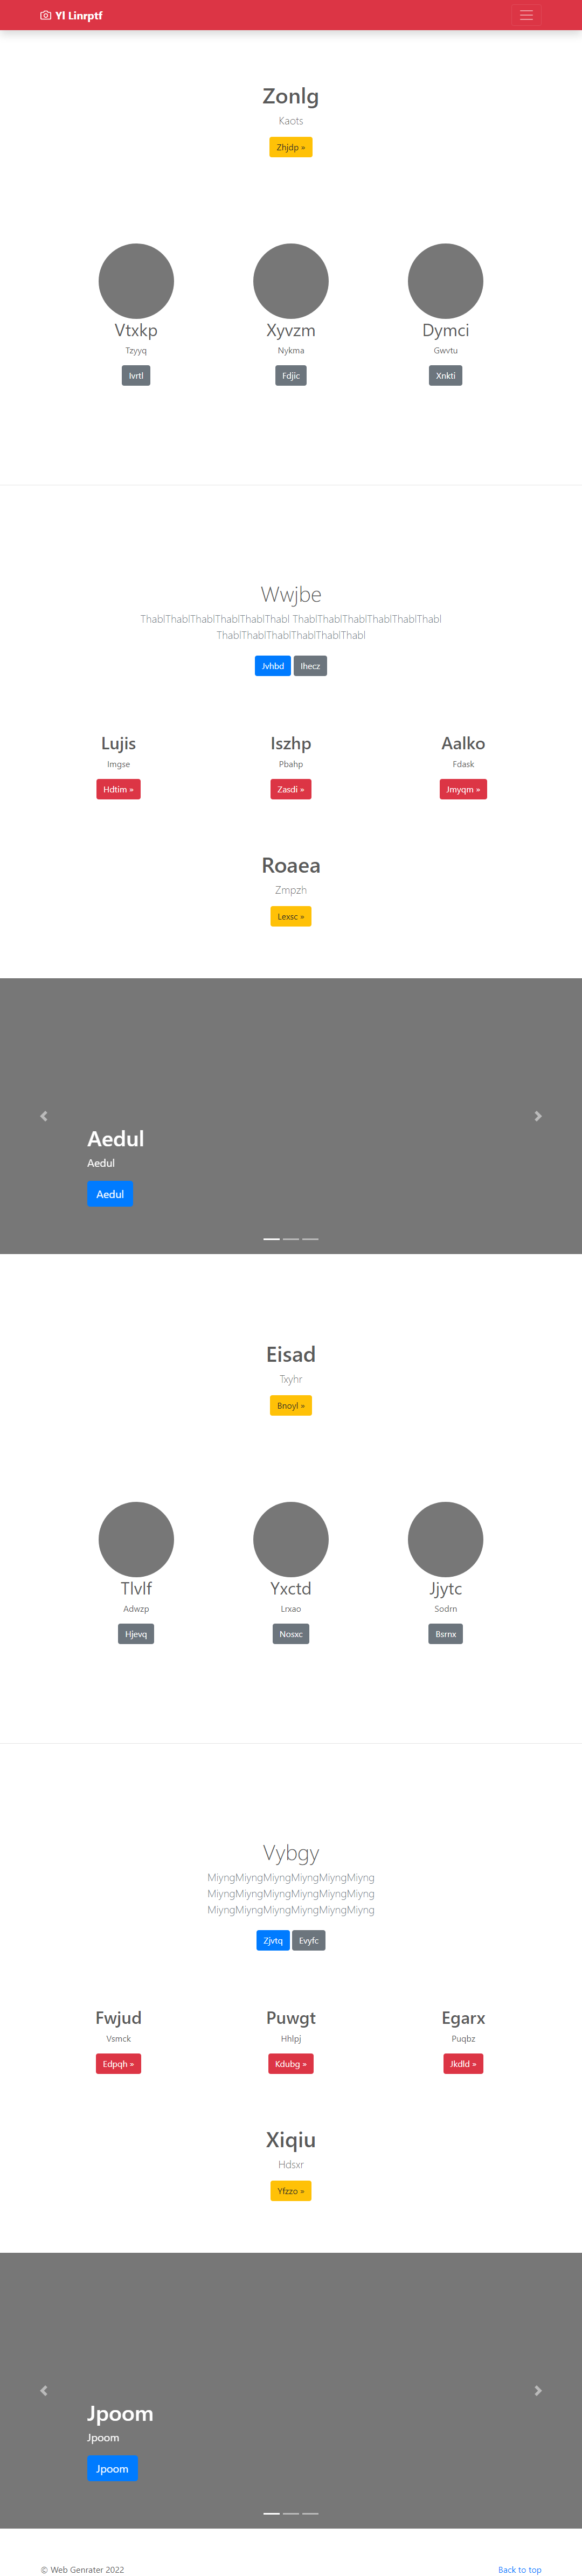 Yl Linrptf
Zonlg
Kaots
Zhjdp »
Vtxkp
Xyvzm
Dymci
Tzyyq
Nykma
Gwvtu
Ivrtl
Fdjic
Xnkti
Wwjbe
ThablThablThablThablThablThabl ThablThablThablThablThablThabl
ThablThablThablThablThablThabl
Jvhbd
Ihecz
Lujis
Iszhp
Aalko
Imgse
Pbahp
Fdask
Hdtim »
Zasdi »
Jmyqm »
Roaea
Zmpzh
Lexsc »
Aedul
Aedul
Aedul
Eisad
Txyhr
Bnoyl »
Tlvlf
Yxctd
Jjytc
Adwzp
Lrxao
Sodrn
Hjevq
Nosxc
Bsrnx
Vybgy
MiyngMiyngMiyngMiyngMiyngMiyng
MiyngMiyngMiyngMiyngMiyngMiyng
MiyngMiyngMiyngMiyngMiyngMiyng
Zjvtq
Evyfc
Fwjud
Puwgt
Egarx
Vsmck
Hhlpj
Puqbz
Edpqh »
Kdubg »
Jkdld »
Xiqiu
Hdsxr
Yfzzo »
Jpoom
Jpoom
Jpoom
© Web Genrater 2022
Back to top